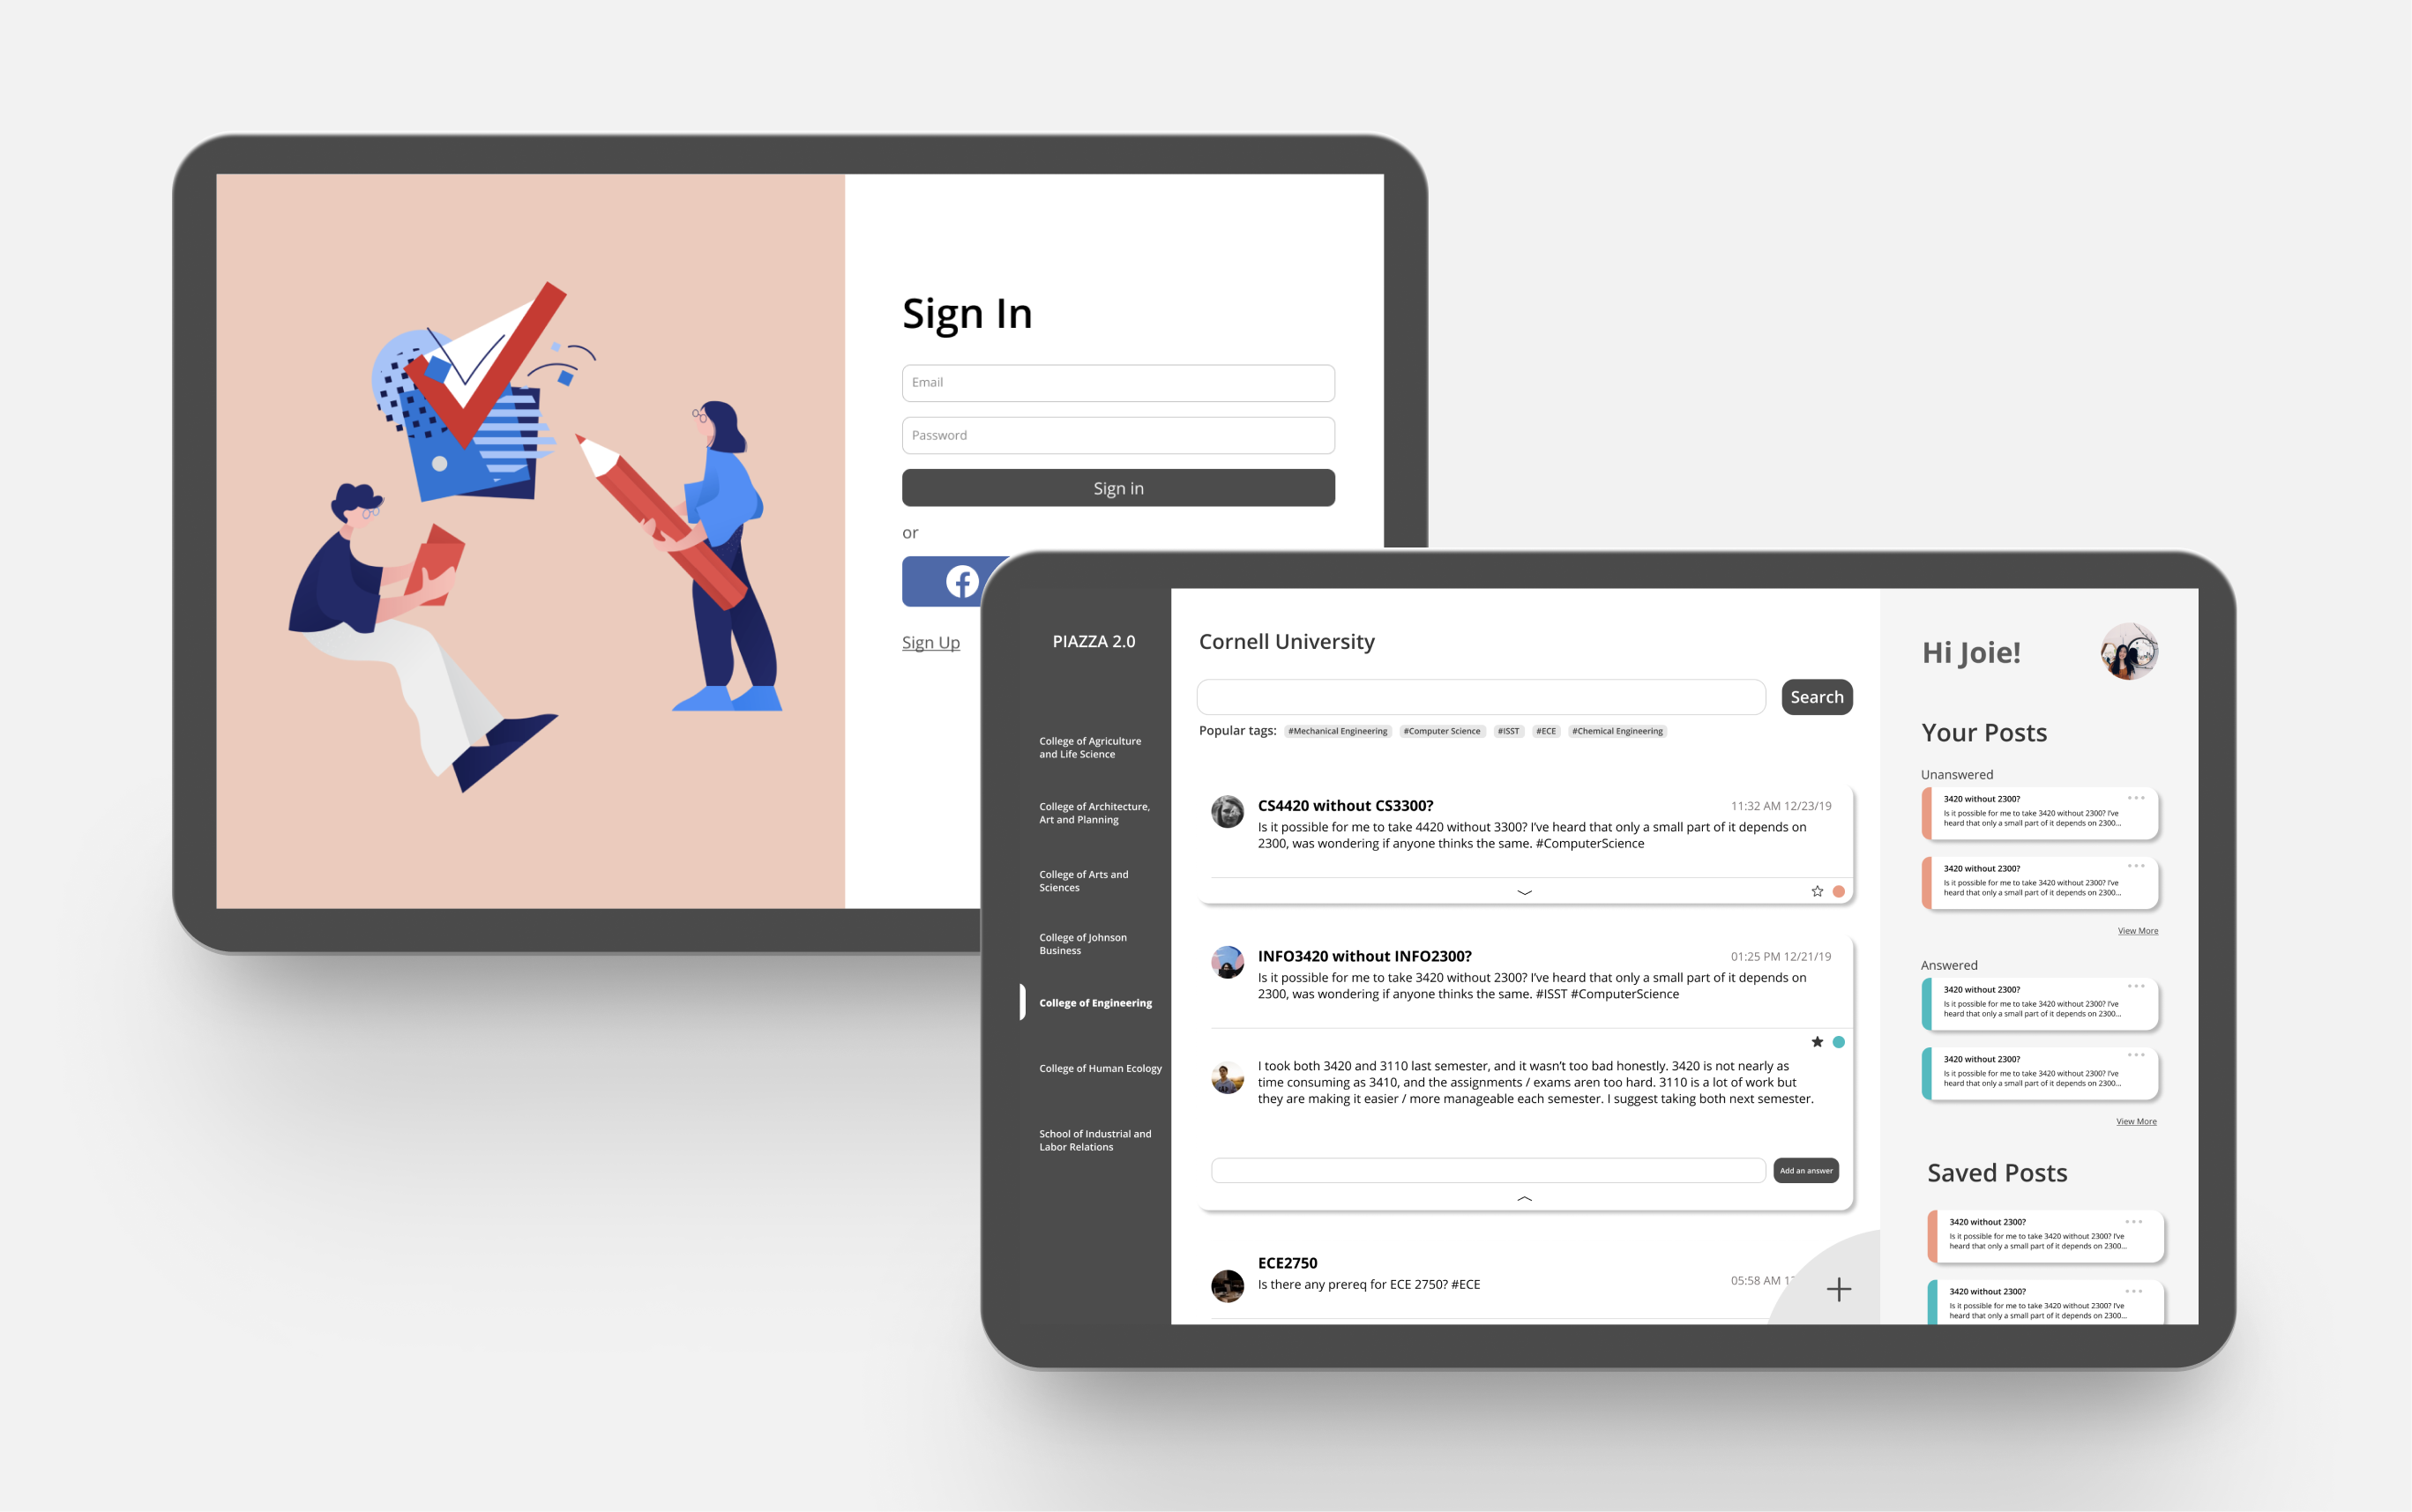 Sign In
Email
Password
Sign in
or
Sign Up
PIAZZA 2.0
College of Agriculture
and Life Science
College of Architecture,
Art and Planning
College of Arts and
Sciences
College of Johnson
Business
College of Engineering
College of Human Ecology
School of Industrial and
Labor Relations
Cornell University
Search
Popular tags: #Mechanical Engineering #Computer Science #ISST #ECE #Chemical Engineering
CS4420 without CS3300? 11:32 AM 12/23/19
Is it possible for me to take 4420 without 3300? I've heard that only a small part of it depends on
2300, was wondering if anyone thinks the same. #ComputerScience
INFO3420 without INFO2300? 01:25 PM 12/21/19
Is it possible for me to take 3420 without 2300? I've heard that only a small part of it depends on
2300, was wondering if anyone thinks the same. #ISST #ComputerScience
I took both 3420 and 3110 last semester, and it wasn't too bad honestly. 3420 is not nearly as
time consuming as 3410, and the assignments / exams aren too hard. 3110 is a lot of work but
they are making it easier / more manageable each semester. I suggest taking both next semester.
Add an answer
ECE2750
Is there any prereq for ECE 2750? #ECE
05:58 AM
Hi Joie!
Your Posts
Unanswered
3420 without 2300?
Is it possible for me to take 3420 without 2300? I've
heard that only a small part of it depends on 2300...
3420 without 2300?
Is it possible for me to take 3420 without 2300? I've
heard that only a small part of it depends on 2300...
View More
Answered
3420 without 2300?
Is it possible for me to take 3420 without 2300? I've
heard that only a small part of it depends on 2300...
3420 without 2300?
Is it possible for me to take 3420 without 2300? I've
heard that only a small part of it depends on 2300...
View More
Saved Posts
3420 without 2300?
Is it possible for me to take 3420 without 2300? I've
heard that only a small part of it depends on 2300...
3420 without 2300?
Is it possible for me to take 3420 without 2300? I've
heard that only a small part of it depends on 2300...